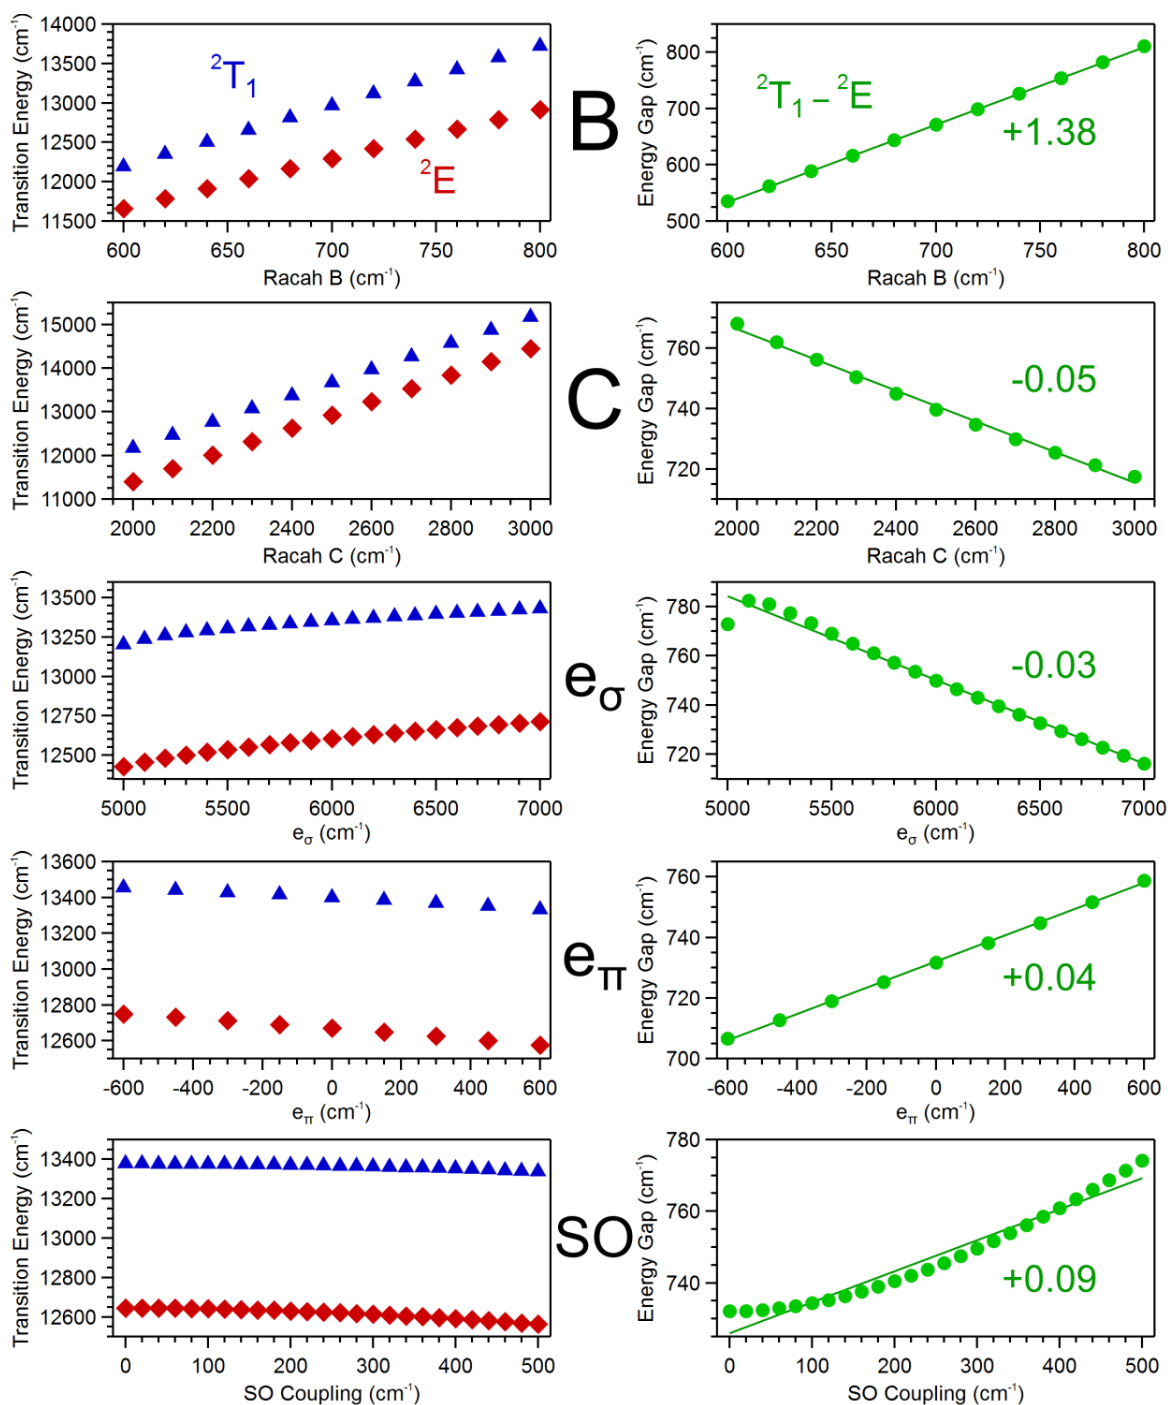 Transition Energy (cm⁻¹)
14000
13500
13000
12500
12000
11500
²T₁
²E
600 650 700 750 800
Racah B (cm⁻¹)
B
Energy Gap (cm⁻¹)
800
700
600
500
²T₁ – ²E
+1.38
600 650 700 750 800
Racah B (cm⁻¹)
Transition Energy (cm⁻¹)
15000
14000
13000
12000
11000
2000 2200 2400 2600 2800 3000
Racah C (cm⁻¹)
C
Energy Gap (cm⁻¹)
760
740
720
-0.05
2000 2200 2400 2600 2800 3000
Racah C (cm⁻¹)
Transition Energy (cm⁻¹)
13500
13250
13000
12750
12500
5000 5500 6000 6500 7000
eσ (cm⁻¹)
eσ
Energy Gap (cm⁻¹)
780
760
740
720
-0.03
5000 5500 6000 6500 7000
eσ (cm⁻¹)
Transition Energy (cm⁻¹)
13600
13400
13200
13000
12800
12600
-600 -400 -200 0 200 400 600
eπ (cm⁻¹)
eπ
Energy Gap (cm⁻¹)
760
740
720
700
+0.04
-600 -400 -200 0 200 400 600
eπ (cm⁻¹)
Transition Energy (cm⁻¹)
13400
13200
13000
12800
12600
0 100 200 300 400 500
SO Coupling (cm⁻¹)
SO
Energy Gap (cm⁻¹)
780
760
740
+0.09
0 100 200 300 400 500
SO Coupling (cm⁻¹)